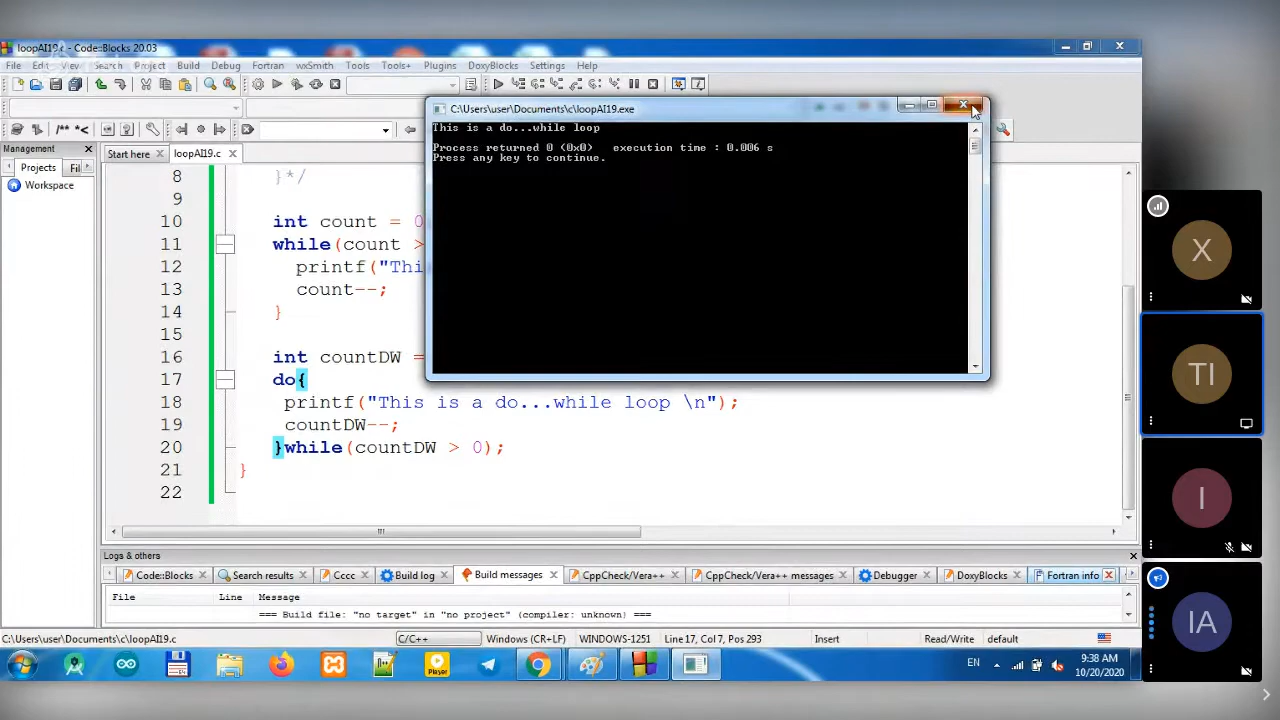 loopAI19.c - Code::Blocks 20.03
File Edit View Search Project Build Debug Fortran wxSmith Tools Tools+ Plugins DoxyBlocks Settings Help
C:\Users\user\Documents\c\loopAI19.exe
This is a do...while loop
Process returned 0 (0x0)   execution time : 0.006 s
Press any key to continue.
/** *<
Management
Start here
loopAI19.c
Projects
Fil
Workspace
8 }*/
9
10 int count = 0
11 while(count >
12 printf("Thi
13 count--;
14 }
15
16 int countDW =
17 do{
18 printf("This is a do...while loop \n");
19 countDW--;
20 }while(countDW > 0);
21 }
22
X
TI
I
IA
Logs & others
Code::Blocks
Search results
Cccc
Build log
Build messages
CppCheck/Vera++
CppCheck/Vera++ messages
Debugger
DoxyBlocks
Fortran info
File Line Message
=== Build file: "no target" in "no project" (compiler: unknown) ===
C:\Users\user\Documents\c\loopAI19.c
C/C++
Windows (CR+LF)
WINDOWS-1251
Line 17, Col 7, Pos 293
Insert
Read/Write
default
Player
EN
9:38 AM
10/20/2020